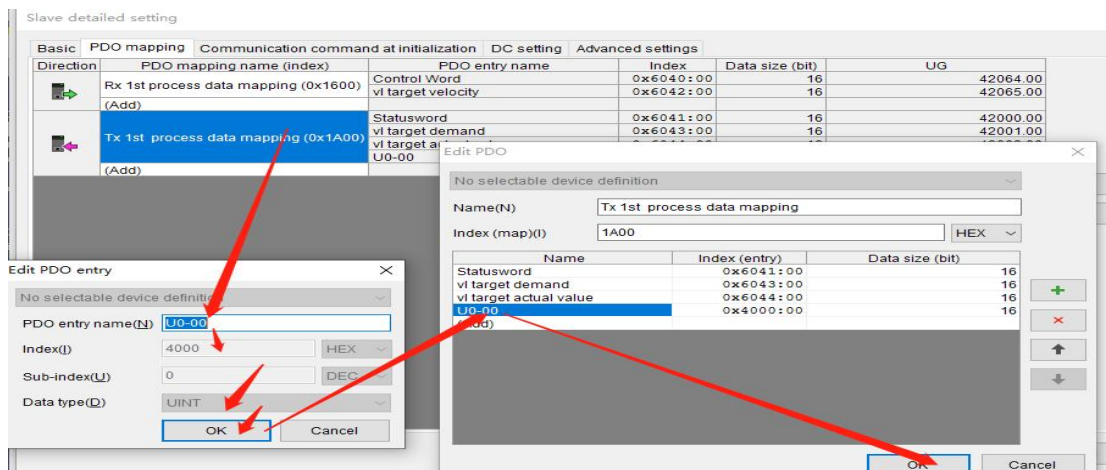 Slave detailed setting
Basic PDO mapping Communication command at initialization DC setting Advanced settings
Direction PDO mapping name (index) PDO entry name Index Data size (bit) UG
Rx 1st process data mapping (0x1600) Control Word 0x6040:00 16 42064.00
vl target velocity 0x6042:00 16 42065.00
(Add)
Tx 1st process data mapping (0x1A00) Statusword 0x6041:00 16 42000.00
vl target demand 0x6043:00 16 42001.00
vl target
U0-00
(Add)
Edit PDO
No selectable device definition
Name(N) Tx 1st process data mapping
Index (map)(I) 1A00 HEX
Name Index (entry) Data size (bit)
Statusword 0x6041:00 16
vl target demand 0x6043:00 16
vl target actual value 0x6044:00 16
U0-00 0x4000:00 16
(Add)
OK Cancel
Edit PDO entry
No selectable device definition
PDO entry name(N) U0-00
Index(I) 4000 HEX
Sub-index(U) 0 DEC
Data type(D) UINT
OK Cancel